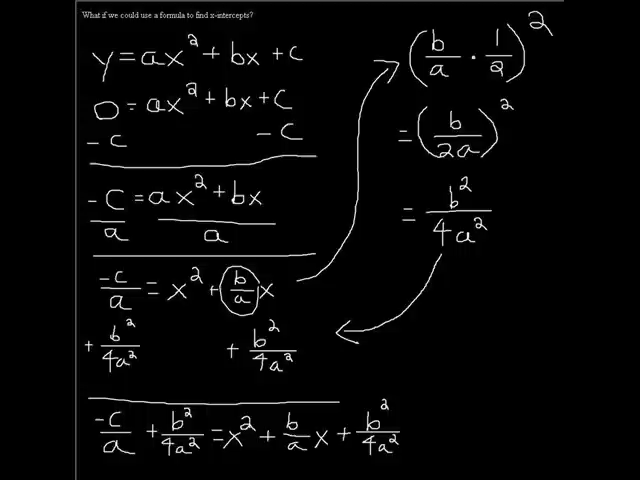 What if we could use a formula to find x-intercepts?
y = ax² + bx + c
0 = ax² + bx + c
- c - c
-c/a = (ax² + bx)/a
-c/a = x² + (b/a)x
+ b²/4a² + b²/4a²
-c/a + b²/4a² = x² + b/a x + b²/4a²
(b/a · 1/2)²
= (b/2a)²
= b²/4a²